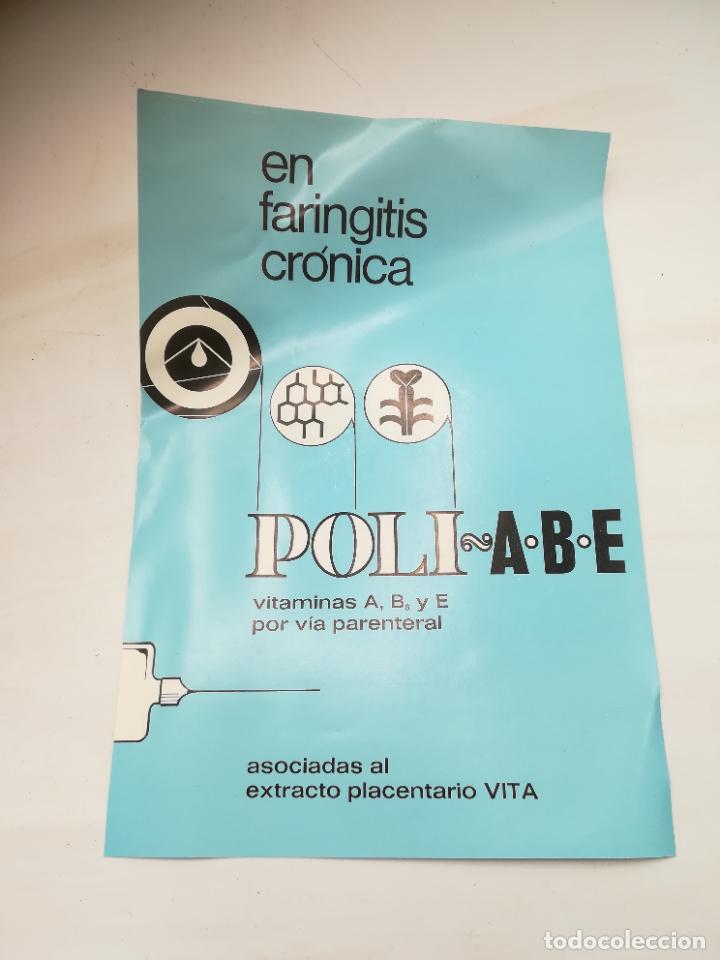 en
faringitis
crónica
POLI~A·B·E
vitaminas A, B₆ y E
por vía parenteral
asociadas al
extracto placentario VITA
todocoleccion